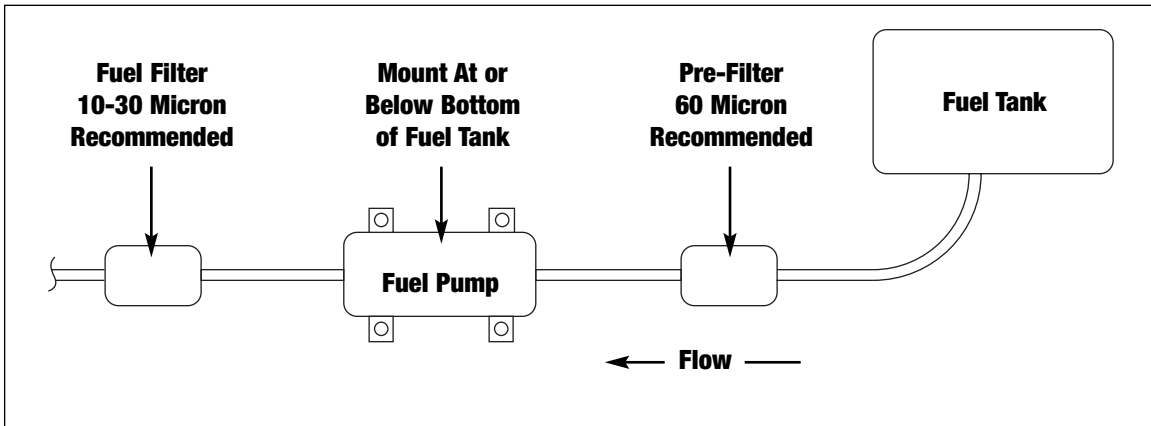 Fuel Filter
10-30 Micron
Recommended
Mount At or
Below Bottom
of Fuel Tank
Pre-Filter
60 Micron
Recommended
Fuel Tank
Fuel Pump
Flow